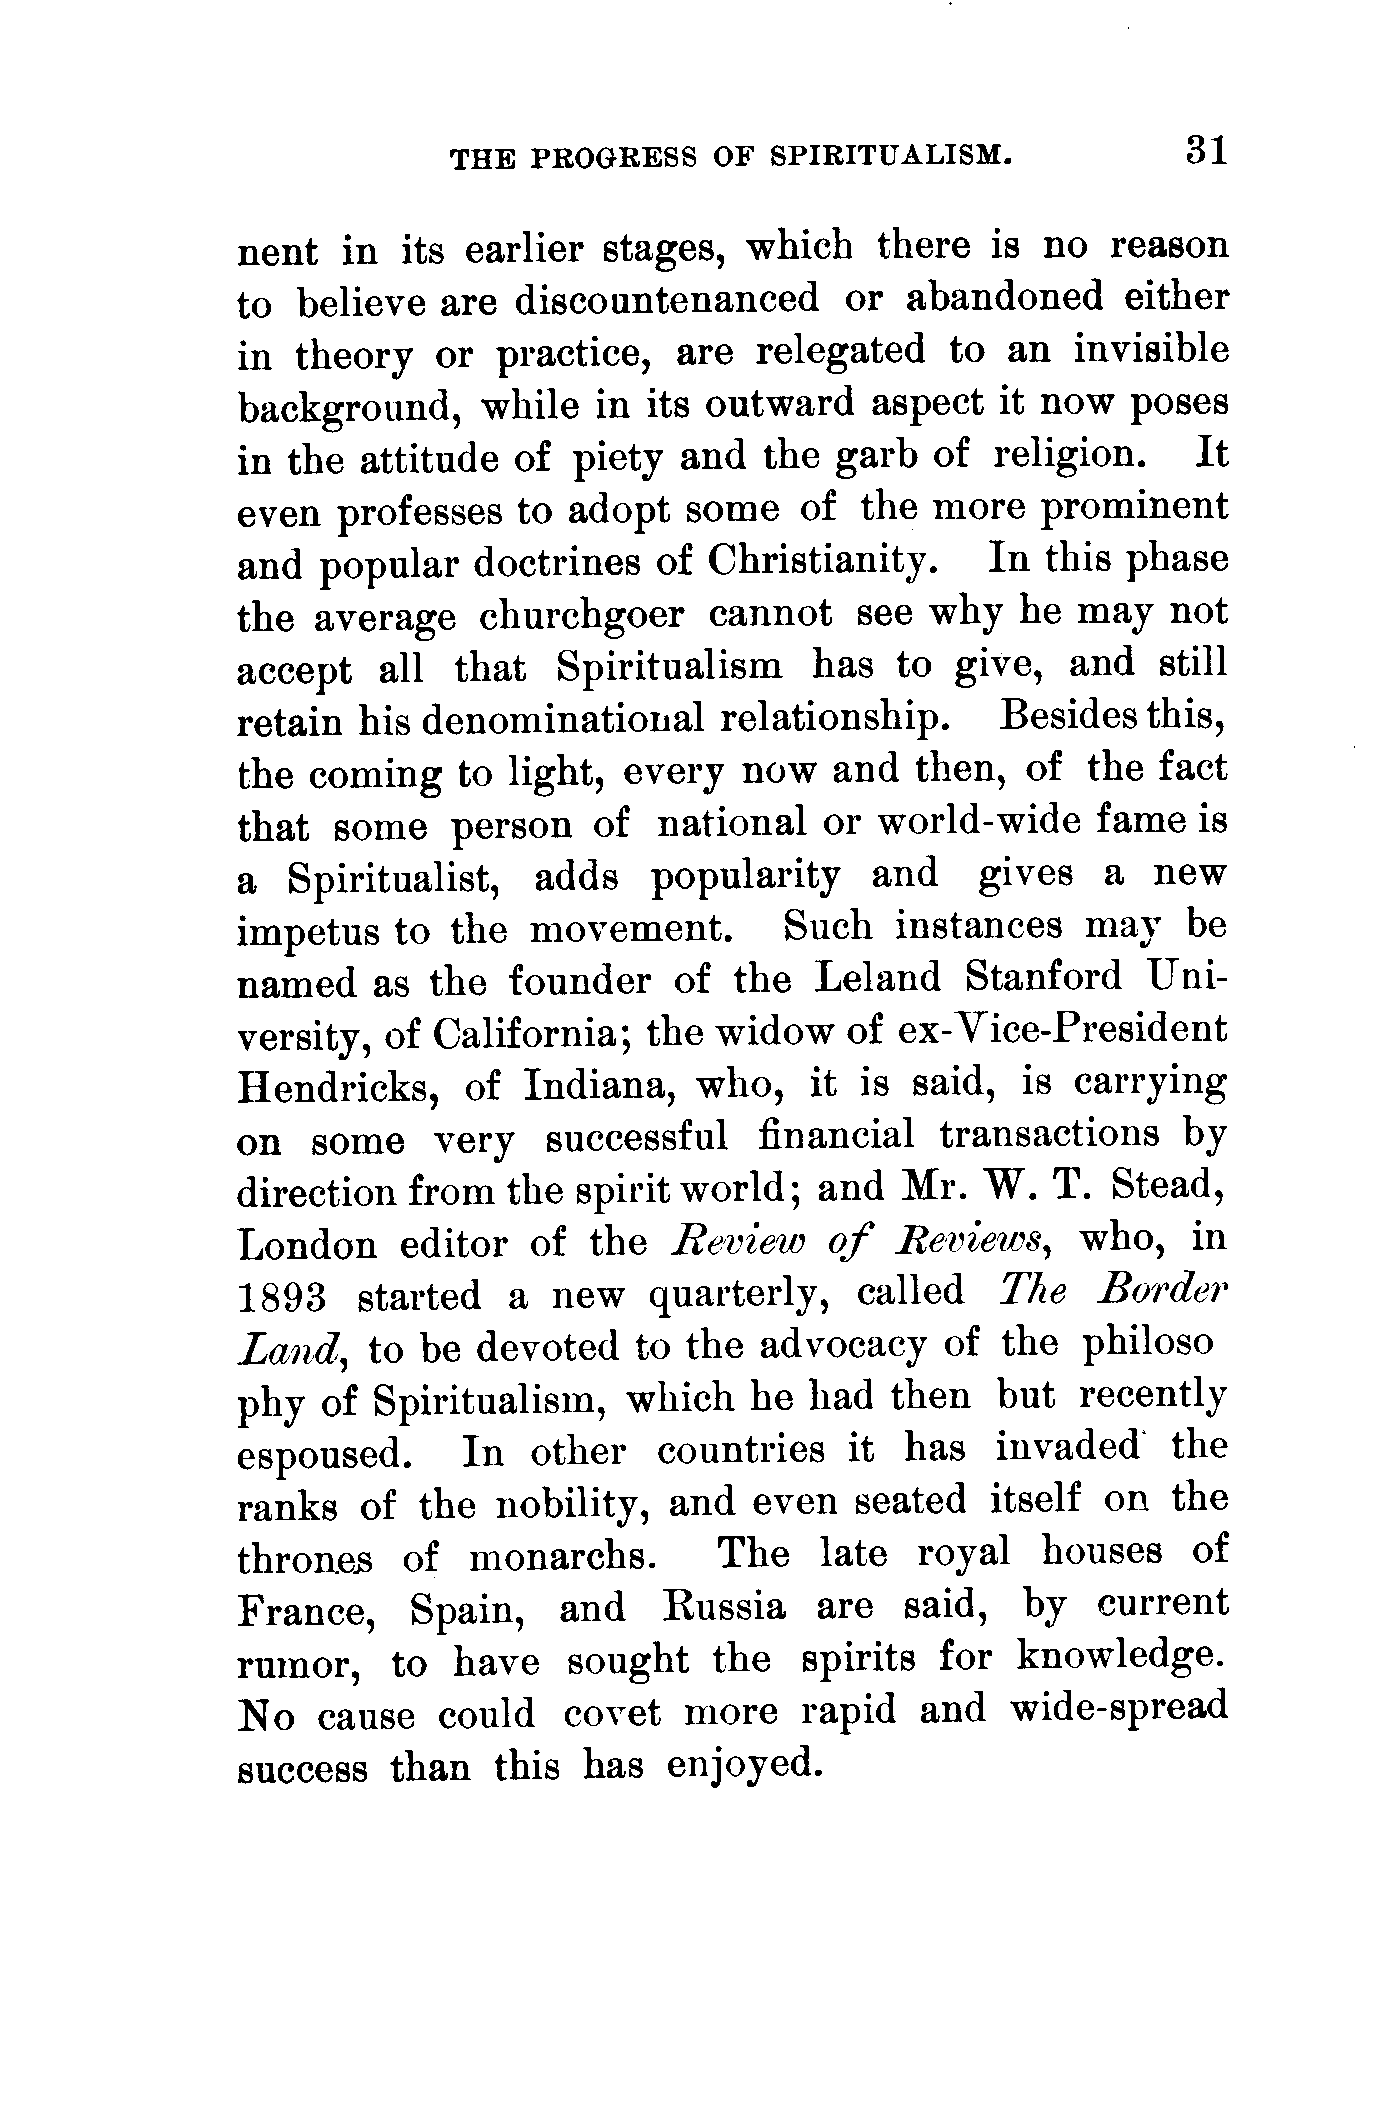 THE PROGRESS OF SPIRITUALISM. 31
nent in its earlier stages, which there is no reason
to believe are discountenanced or abandoned either
in theory or practice, are relegated to an invisible
background, while in its outward aspect it now poses
in the attitude of piety and the garb of religion. It
even professes to adopt some of the more prominent
and popular doctrines of Christianity. In this phase
the average churchgoer cannot see why he may not
accept all that Spiritualism has to give, and still
retain his denominational relationship. Besides this,
the coming to light, every now and then, of the fact
that some person of national or world-wide fame is
a Spiritualist, adds popularity and gives a new
impetus to the movement. Such instances may be
named as the founder of the Leland Stanford Uni-
versity, of California; the widow of ex-Vice-President
Hendricks, of Indiana, who, it is said, is carrying
on some very successful financial transactions by
direction from the spirit world; and Mr. W. T. Stead,
London editor of the Review of Reviews, who, in
1893 started a new quarterly, called The Border
Land, to be devoted to the advocacy of the philoso
phy of Spiritualism, which he had then but recently
espoused. In other countries it has invaded the
ranks of the nobility, and even seated itself on the
thrones of monarchs. The late royal houses of
France, Spain, and Russia are said, by current
rumor, to have sought the spirits for knowledge.
No cause could covet more rapid and wide-spread
success than this has enjoyed.